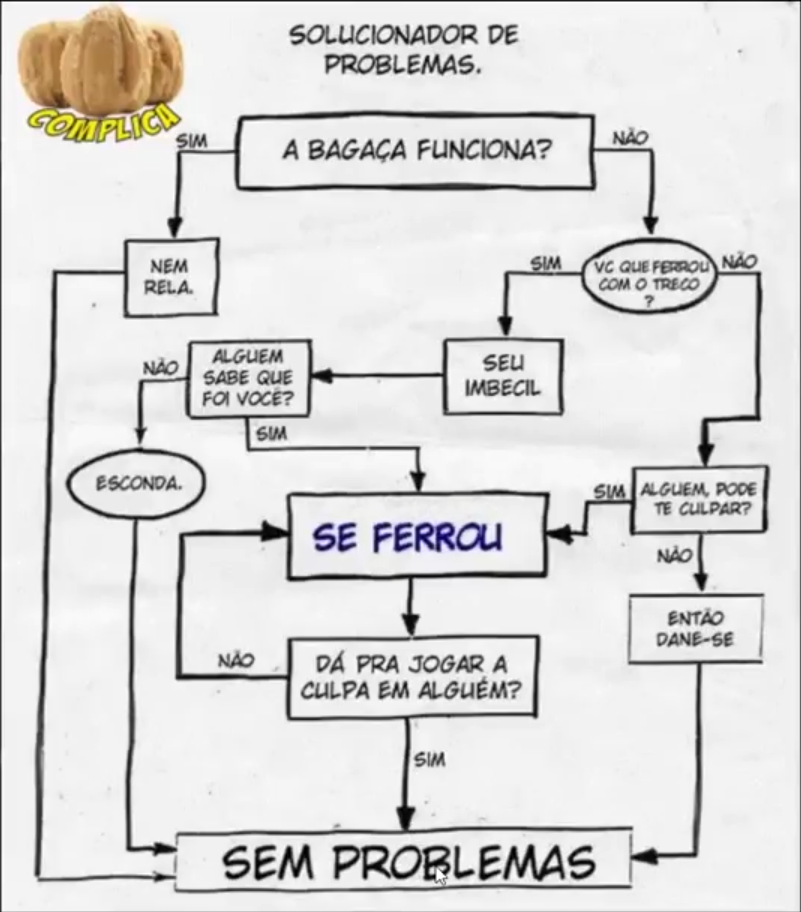 SOLUCIONADOR DE
PROBLEMAS.
COMPLICA
SIM
A BAGAÇA FUNCIONA?
NÃO
NEM
RELA.
SIM
VC QUE FERROU
COM O TRECO
?
NÃO
NÃO
ALGUEM
SABE QUE
FOI VOCÊ?
SEU
IMBECIL
SIM
ESCONDA.
SE FERROU
SIM
ALGUEM, PODE
TE CULPAR?
NÃO
ENTÃO
DANE-SE
NÃO
DÁ PRA JOGAR A
CULPA EM ALGUÉM?
SIM
SEM PROBLEMAS